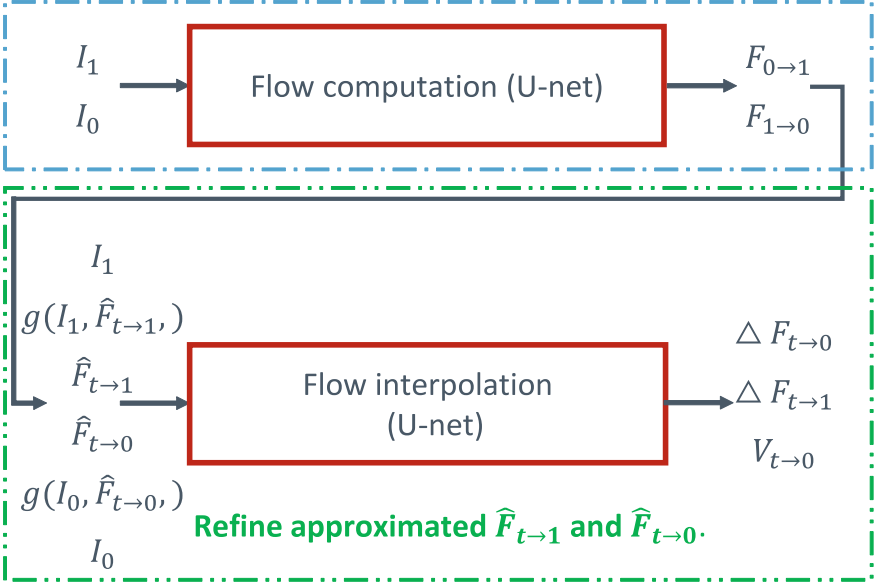 I₁
I₀
Flow computation (U-net)
F₀→₁
F₁→₀
I₁
g(I₁, F̂ₜ→₁,)
F̂ₜ→₁
F̂ₜ→₀
g(I₀, F̂ₜ→₀,)
I₀
Flow interpolation
(U-net)
△ Fₜ→₀
△ Fₜ→₁
Vₜ→₀
Refine approximated F̂ₜ→₁ and F̂ₜ→₀.